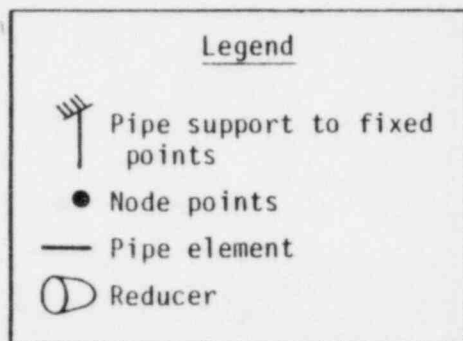 Legend
Pipe support to fixed
points
Node points
Pipe element
Reducer